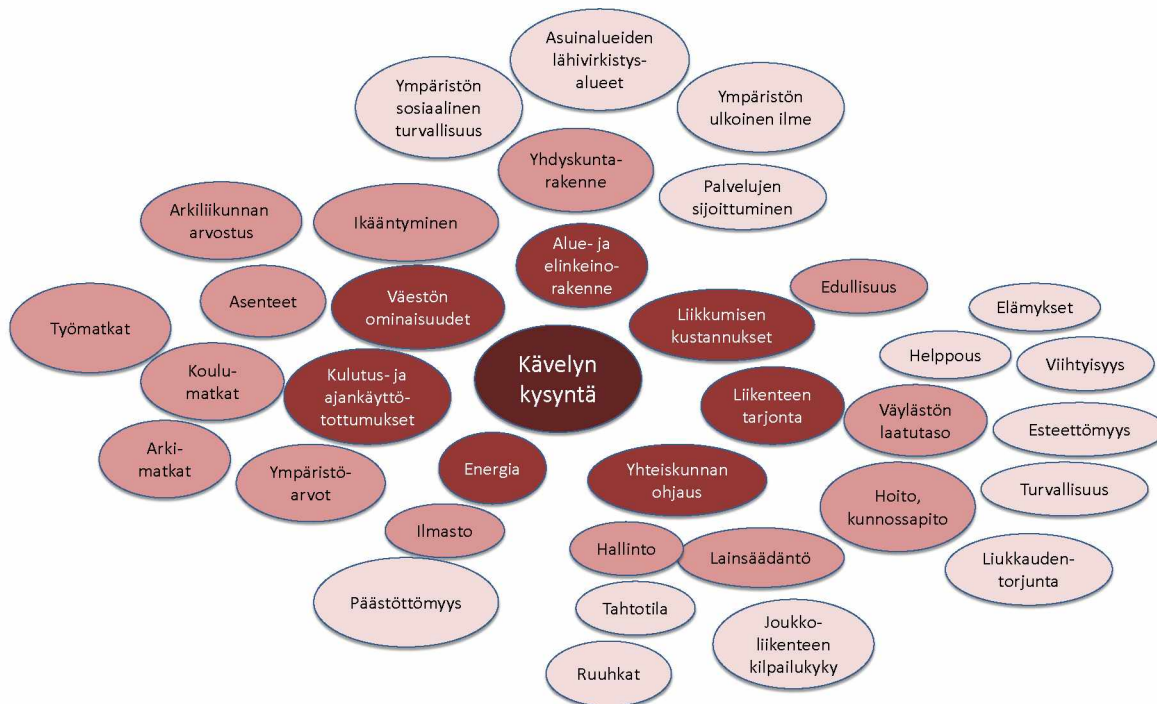 Asuinalueiden
lähivirkistys-
alueet
Ympäristön
sosiaalinen
turvallisuus
Ympäristön
ulkoinen ilme
Yhdyskunta-
rakenne
Palvelujen
sijoittuminen
Arkiliikunnan
arvostus
Ikääntyminen
Alue- ja
elinkeino-
rakenne
Asenteet
Väestön
ominaisuudet
Liikkumisen
kustannukset
Edullisuus
Elämykset
Työmatkat
Helppous
Viihtyisyys
Koulu-
matkat
Kulutus- ja
ajankäyttö-
tottumukset
Kävelyn
kysyntä
Liikenteen
tarjonta
Väylästön
laatutaso
Esteettömyys
Arki-
matkat
Ympäristö-
arvot
Energia
Yhteiskunnan
ohjaus
Hoito,
kunnossapito
Turvallisuus
Ilmasto
Hallinto
Lainsäädäntö
Liukkauden-
torjunta
Päästöttömyys
Tahtotila
Joukko-
liikenteen
kilpailukyky
Ruuhkat